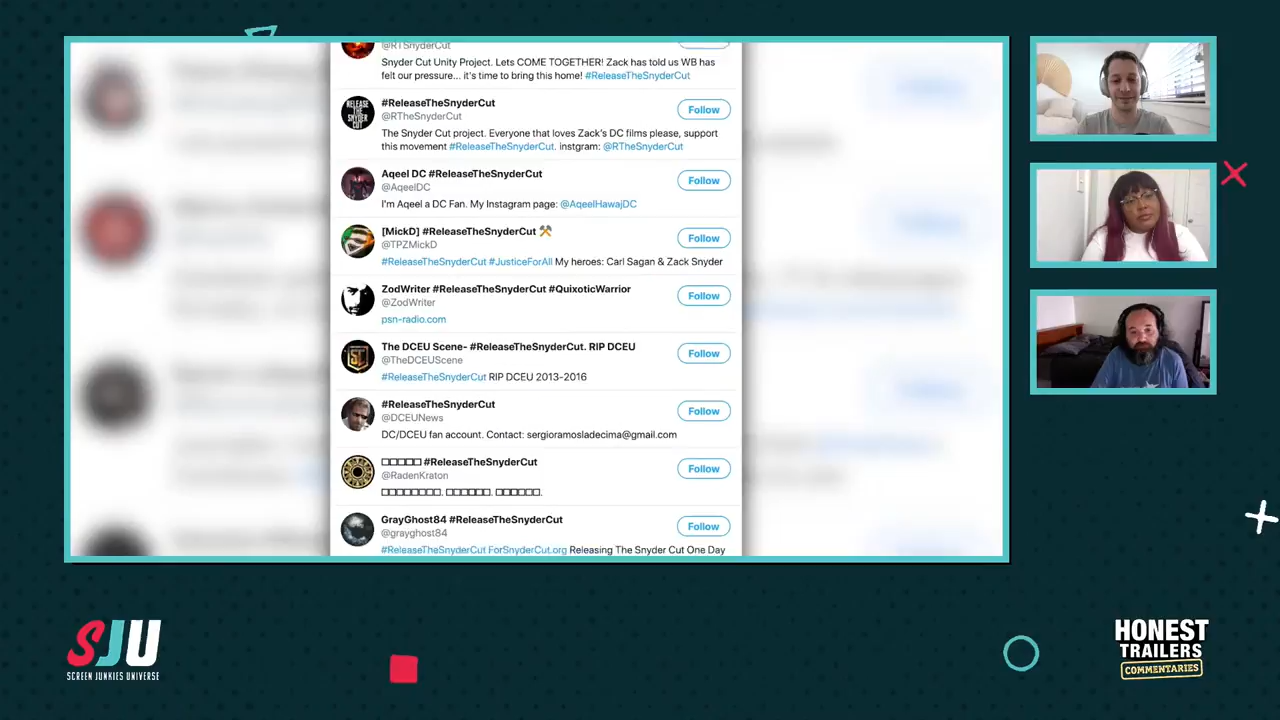 @RTSnyderCut
Snyder Cut Unity Project. Lets COME TOGETHER! Zack has told us WB has
felt our pressure... it's time to bring this home! #ReleaseTheSnyderCut
RELEASE
THE
SNYDER
CUT
#ReleaseTheSnyderCut
Follow
@RTheSnyderCut
The Snyder Cut project. Everyone that loves Zack's DC films please, support
this movement #ReleaseTheSnyderCut. instgram: @RTheSnyderCut
Aqeel DC #ReleaseTheSnyderCut
Follow
@AqeelDC
I'm Aqeel a DC Fan. My Instagram page: @AqeelHawajDC
[MickD] #ReleaseTheSnyderCut ⚒️
Follow
@TPZMickD
#ReleaseTheSnyderCut #JusticeForAll My heroes: Carl Sagan & Zack Snyder
ZodWriter #ReleaseTheSnyderCut #QuixoticWarrior
Follow
@ZodWriter
psn-radio.com
The DCEU Scene- #ReleaseTheSnyderCut. RIP DCEU
Follow
@TheDCEUScene
#ReleaseTheSnyderCut RIP DCEU 2013-2016
#ReleaseTheSnyderCut
Follow
@DCEUNews
DC/DCEU fan account. Contact: sergioramosladecima@gmail.com
□□□□□ #ReleaseTheSnyderCut
Follow
@RadenKraton
□□□□□□□□. □□□□□□. □□□□□□.
GrayGhost84 #ReleaseTheSnyderCut
Follow
@grayghost84
#ReleaseTheSnyderCut ForSnyderCut.org Releasing The Snyder Cut One Day
SJU
SCREEN JUNKIES UNIVERSE
HONEST
TRAILERS
COMMENTARIES